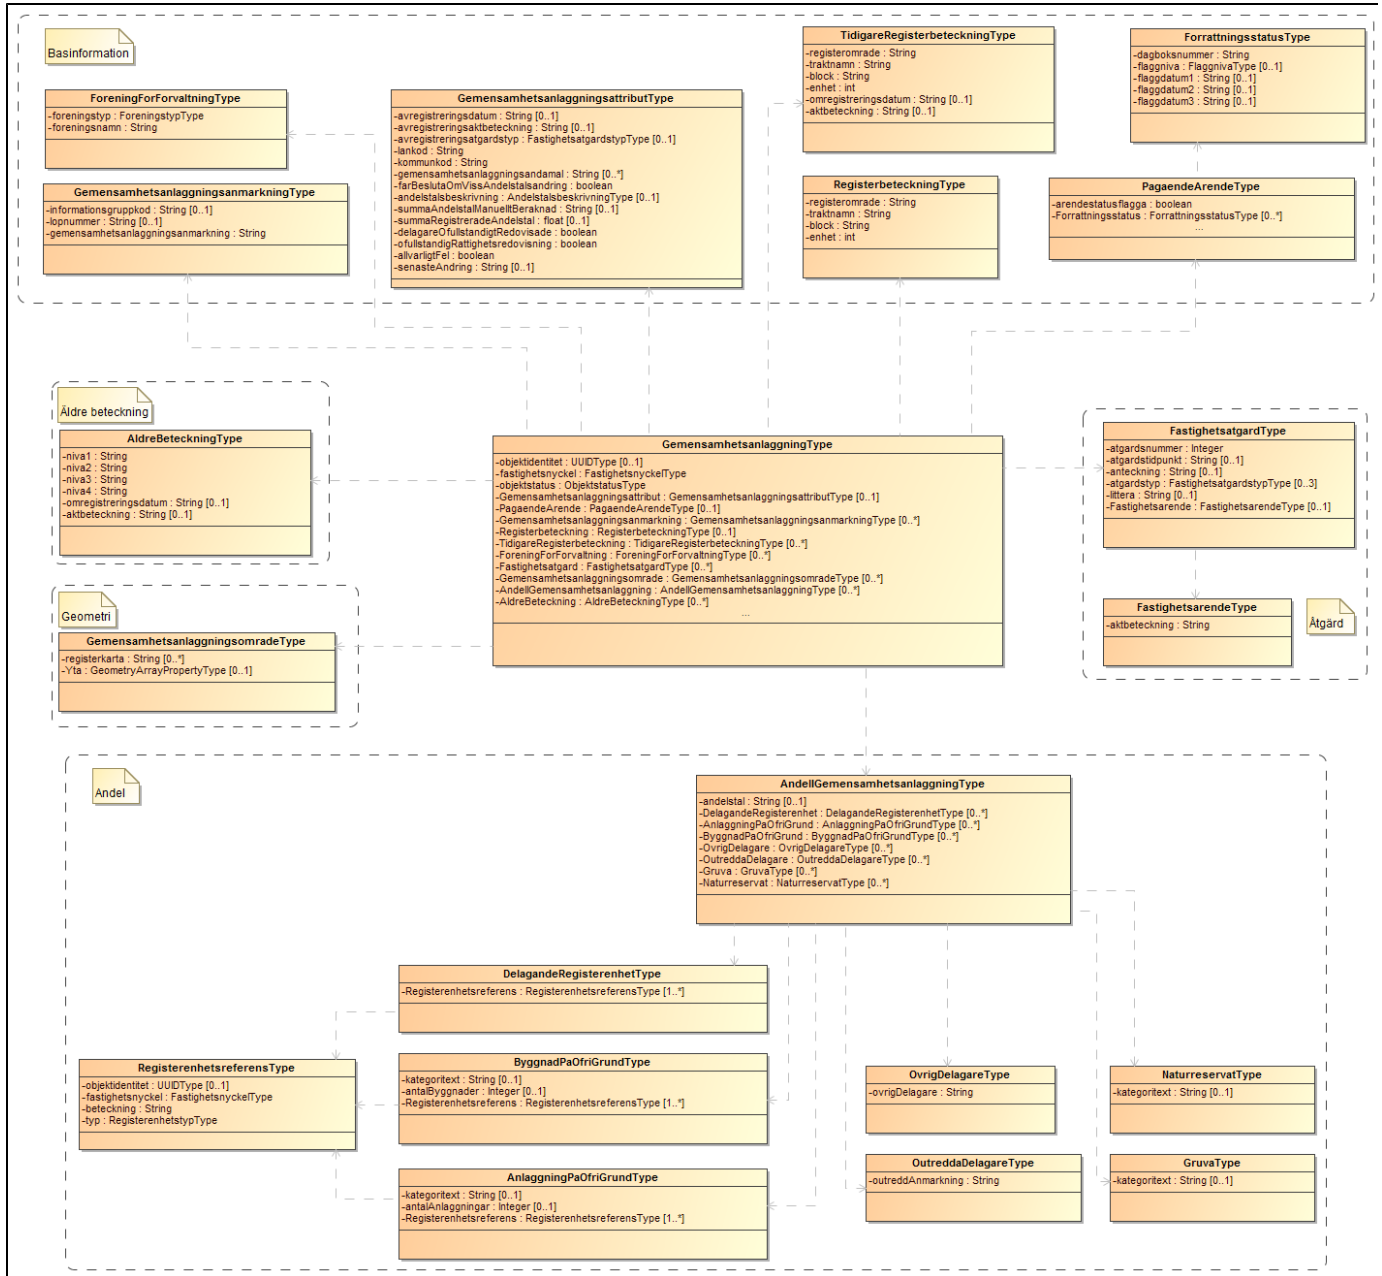 Basinformation
ForeningForForvaltningType
-foreningstyp : ForeningstypType
-foreningsnamn : String
GemensamhetsanlaggningsanmarkningType
-informationsgruppkod : String [0..1]
-lopnummer : String [0..1]
-gemensamhetsanlaggningsanmarkning : String
GemensamhetsanlaggningsattributType
-avregistreringsdatum : String [0..1]
-avregistreringsaktbeteckning : String [0..1]
-avregistreringsatgardstyp : FastighetsatgardstypType [0..1]
-lankod : String
-kommunkod : String
-gemensamhetsanlaggningsandamal : String [0..*]
-farBeslutaOmVissAndelstalsandring : boolean
-andelstalsbeskrivning : AndelstalsbeskrivningType [0..1]
-summaAndelstalManuelltBeraknad : String [0..1]
-summaRegistreradeAndelstal : float [0..1]
-delagareOfullstandigtRedovisade : boolean
-ofullstandigRattighetsredovisning : boolean
-allvarligtFel : boolean
-senasteAndring : String [0..1]
TidigareRegisterbeteckningType
-registeromrade : String
-traktnamn : String
-block : String
-enhet : int
-omregistreringsdatum : String [0..1]
-aktbeteckning : String [0..1]
RegisterbeteckningType
-registeromrade : String
-traktnamn : String
-block : String
-enhet : int
ForrattningsstatusType
-dagboksnummer : String
-flaggniva : FlaggnivaType [0..1]
-flaggdatum1 : String [0..1]
-flaggdatum2 : String [0..1]
-flaggdatum3 : String [0..1]
PagaendeArendeType
-arendestatusflagga : boolean
-Forrattningsstatus : ForrattningsstatusType [0..*]
...
Äldre beteckning
AldreBeteckningType
-niva1 : String
-niva2 : String
-niva3 : String
-niva4 : String
-omregistreringsdatum : String [0..1]
-aktbeteckning : String [0..1]
GemensamhetsanlaggningType
-objektidentitet : UUIDType [0..1]
-fastighetsnyckel : FastighetsnyckelType
-objektstatus : ObjektstatusType
-Gemensamhetsanlaggningsattribut : GemensamhetsanlaggningsattributType [0..1]
-PagaendeArende : PagaendeArendeType [0..1]
-Gemensamhetsanlaggningsanmarkning : GemensamhetsanlaggningsanmarkningType [0..*]
-Registerbeteckning : RegisterbeteckningType [0..1]
-TidigareRegisterbeteckning : TidigareRegisterbeteckningType [0..*]
-ForeningForForvaltning : ForeningForForvaltningType [0..*]
-Fastighetsatgard : FastighetsatgardType [0..*]
-Gemensamhetsanlaggningsomrade : GemensamhetsanlaggningsomradeType [0..*]
-AndelIGemensamhetsanlaggning : AndelIGemensamhetsanlaggningType [0..*]
-AldreBeteckning : AldreBeteckningType [0..*]
...
FastighetsatgardType
-atgardsnummer : Integer
-atgardstidpunkt : String [0..1]
-anteckning : String [0..1]
-atgardstyp : FastighetsatgardstypType [0..3]
-littera : String [0..1]
-Fastighetsarende : FastighetsarendeType [0..1]
FastighetsarendeType
-aktbeteckning : String
Åtgärd
Geometri
GemensamhetsanlaggningsomradeType
-registerkarta : String [0..*]
-Yta : GeometryArrayPropertyType [0..1]
Andel
AndelIGemensamhetsanlaggningType
-andelstal : String [0..1]
-DelagandeRegisterenhet : DelagandeRegisterenhetType [0..*]
-AnlaggningPaOfriGrund : AnlaggningPaOfriGrundType [0..*]
-ByggnadPaOfriGrund : ByggnadPaOfriGrundType [0..*]
-OvrigDelagare : OvrigDelagareType [0..*]
-OutreddaDelagare : OutreddaDelagareType [0..*]
-Gruva : GruvaType [0..*]
-Naturreservat : NaturreservatType [0..*]
DelagandeRegisterenhetType
-Registerenhetsreferens : RegisterenhetsreferensType [1..*]
RegisterenhetsreferensType
-objektidentitet : UUIDType [0..1]
-fastighetsnyckel : FastighetsnyckelType
-beteckning : String
-typ : RegisterenhetstypType
ByggnadPaOfriGrundType
-kategoritext : String [0..1]
-antalByggnader : Integer [0..1]
-Registerenhetsreferens : RegisterenhetsreferensType [1..*]
AnlaggningPaOfriGrundType
-kategoritext : String [0..1]
-antalAnlaggningar : Integer [0..1]
-Registerenhetsreferens : RegisterenhetsreferensType [1..*]
OvrigDelagareType
-ovrigDelagare : String
NaturreservatType
-kategoritext : String [0..1]
OutreddaDelagareType
-outreddAnmarkning : String
GruvaType
-kategoritext : String [0..1]